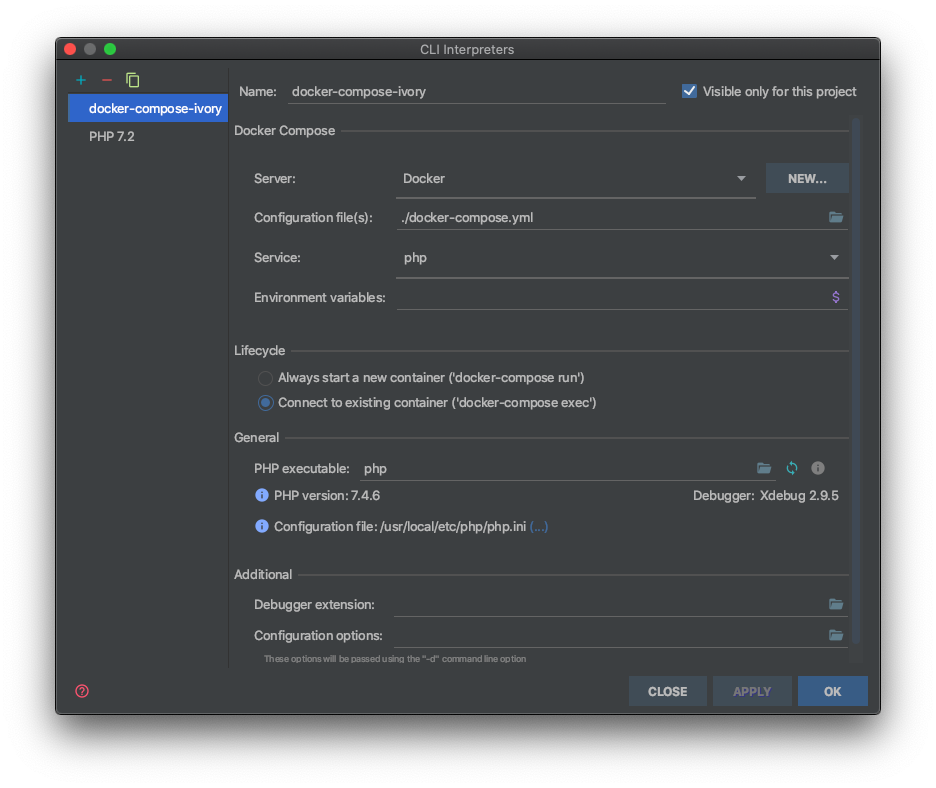 CLI Interpreters
docker-compose-ivory
PHP 7.2
Name: docker-compose-ivory
Visible only for this project
Docker Compose
Server: Docker
NEW...
Configuration file(s): ./docker-compose.yml
Service: php
Environment variables:
$
Lifecycle
Always start a new container ('docker-compose run')
Connect to existing container ('docker-compose exec')
General
PHP executable: php
PHP version: 7.4.6
Debugger: Xdebug 2.9.5
Configuration file: /usr/local/etc/php/php.ini (...)
Additional
Debugger extension:
Configuration options:
These options will be passed using the "-d" command line option
?
CLOSE
APPLY
OK